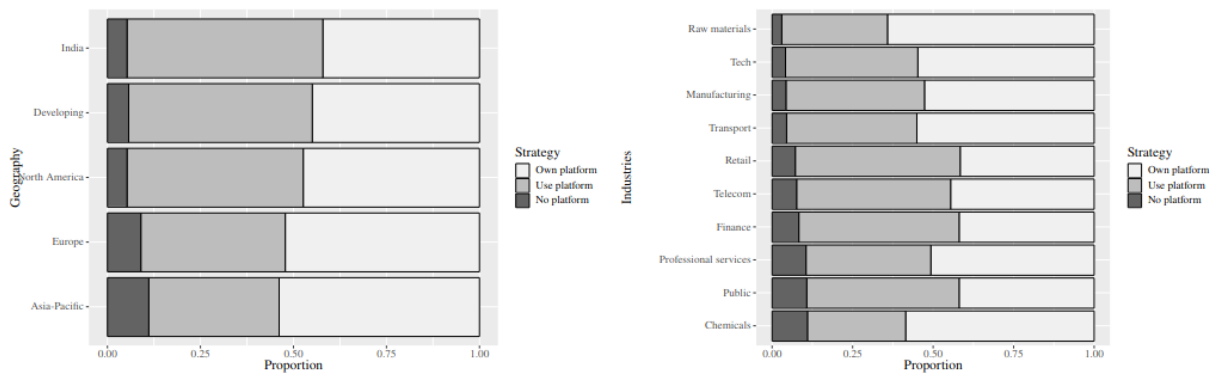 India
Developing
North America
Europe
Asia-Pacific
Geography
0.00 0.25 0.50 0.75 1.00
Proportion
Strategy
Own platform
Use platform
No platform
Raw materials
Tech
Manufacturing
Transport
Retail
Telecom
Finance
Professional services
Public
Chemicals
Industries
0.00 0.25 0.50 0.75 1.00
Proportion
Strategy
Own platform
Use platform
No platform